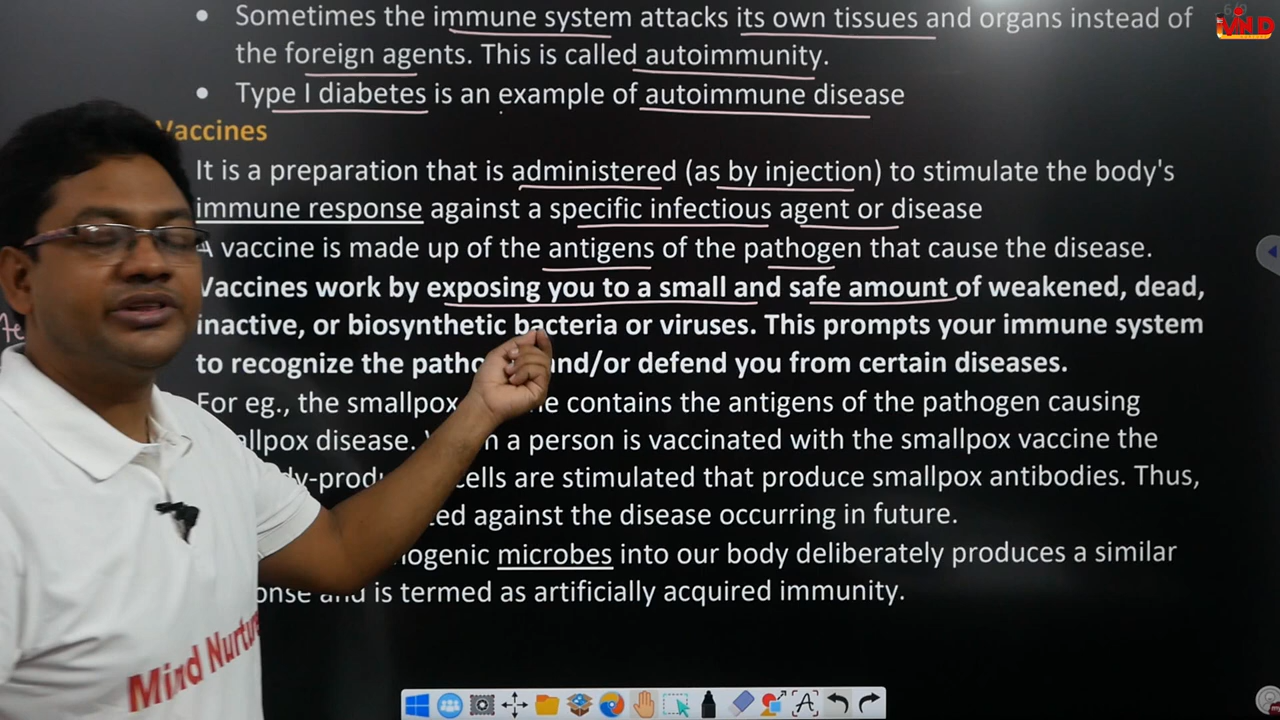 • Sometimes the immune system attacks its own tissues and organs instead of
the foreign agents. This is called autoimmunity.
• Type I diabetes is an example of autoimmune disease
Vaccines
It is a preparation that is administered (as by injection) to stimulate the body's
immune response against a specific infectious agent or disease
A vaccine is made up of the antigens of the pathogen that cause the disease.
Vaccines work by exposing you to a small and safe amount of weakened, dead,
inactive, or biosynthetic bacteria or viruses. This prompts your immune system
to recognize the and/or defend you from certain diseases.
For eg., the smallpox contains the antigens of the pathogen causing
disease. a person is vaccinated with the smallpox vaccine the
are stimulated that produce smallpox antibodies. Thus,
against the disease occurring in future.
microbes into our body deliberately produces a similar
and is termed as artificially acquired immunity.
Mind